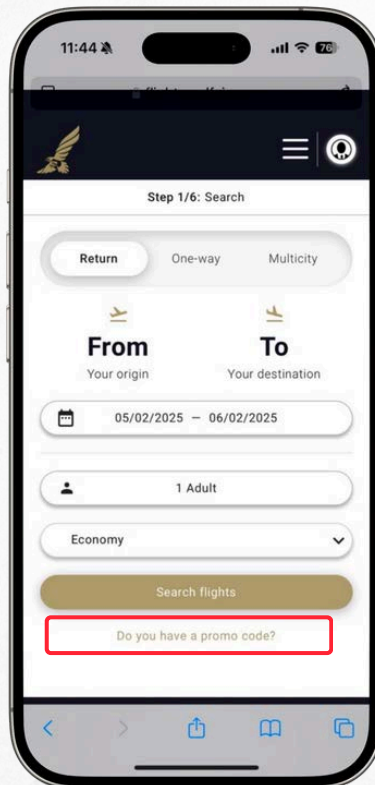 11:44
76
Step 1/6: Search
Return One-way Multicity
From To
Your origin Your destination
05/02/2025 – 06/02/2025
1 Adult
Economy
Search flights
Do you have a promo code?